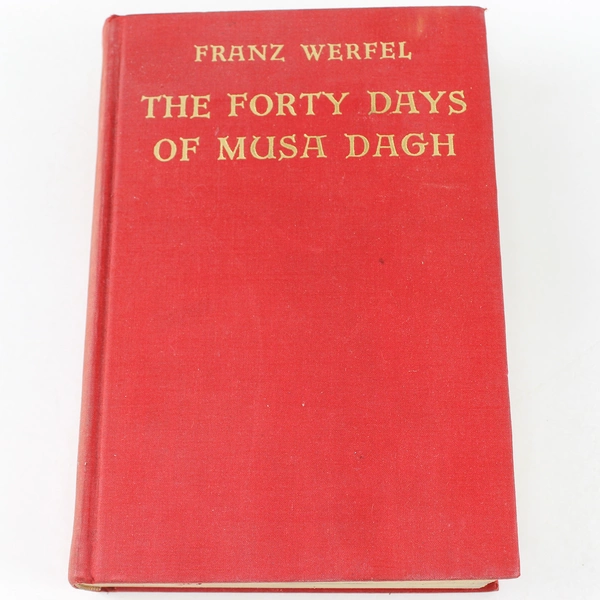 FRANZ WERFEL
THE FORTY DAYS
OF MUSA DAGH